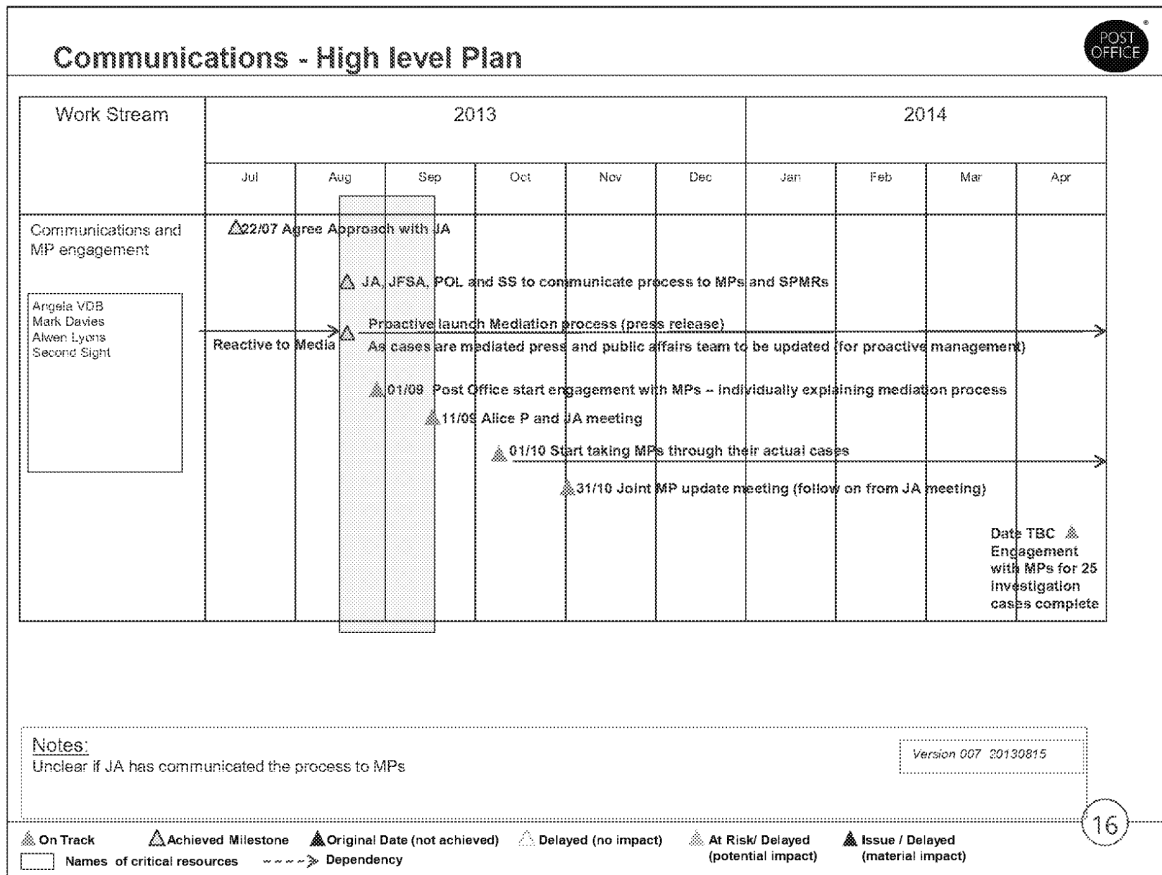 POST
OFFICE
Communications - High level Plan
Work Stream
2013
2014
Jul
Aug
Sep
Oct
Nov
Dec
Jan
Feb
Mar
Apr
Communications and
MP engagement
Angela VDB
Mark Davies
Alwen Lyons
Second Sight
22/07 Agree Approach with JA
JA, JFSA, POL and SS to communicate process to MPs and SPMRs
Proactive launch Mediation process (press release)
Reactive to Media
As cases are mediated press and public affairs team to be updated (for proactive management)
01/09 Post Office start engagement with MPs – individually explaining mediation process
11/09 Alice P and JA meeting
01/10 Start taking MPs through their actual cases
31/10 Joint MP update meeting (follow on from JA meeting)
Date TBC
Engagement
with MPs for 25
investigation
cases complete
Notes:
Unclear if JA has communicated the process to MPs
Version 007 20130815
16
On Track
Achieved Milestone
Original Date (not achieved)
Delayed (no impact)
At Risk/ Delayed
(potential impact)
Issue / Delayed
(material impact)
Names of critical resources
Dependency